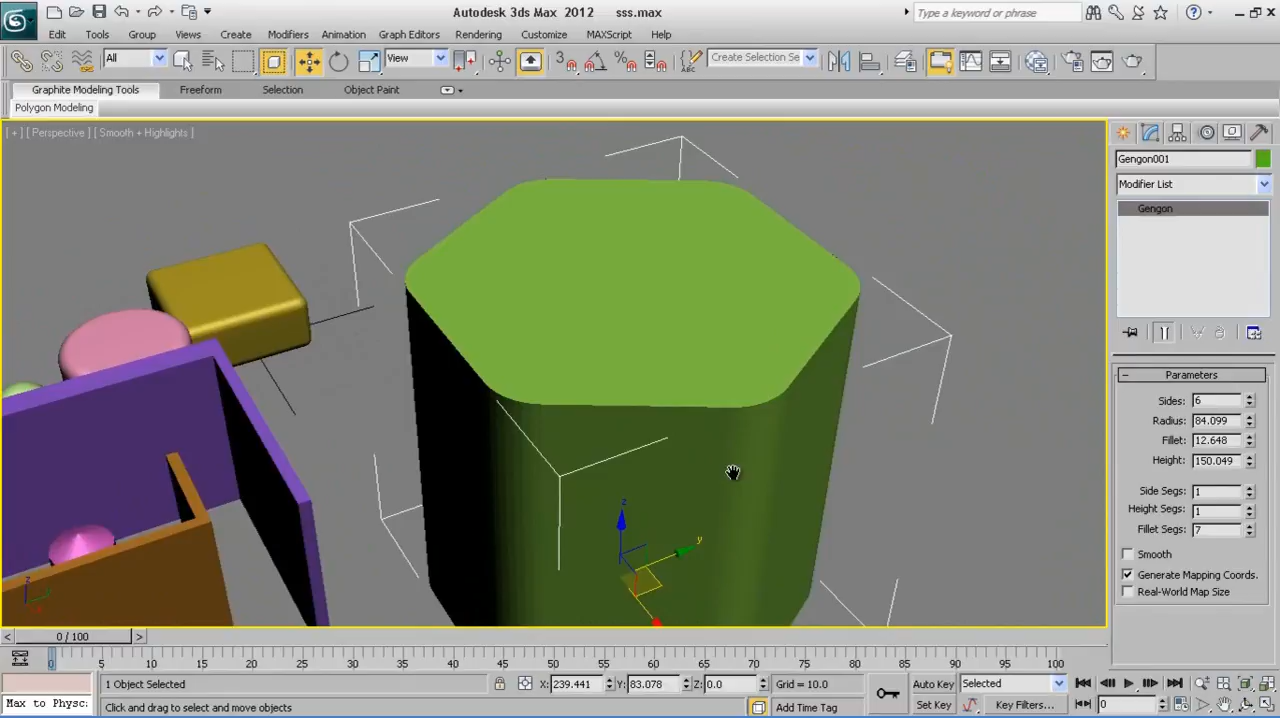 Autodesk 3ds Max 2012 sss.max
Type a keyword or phrase
Edit Tools Group Views Create Modifiers Animation Graph Editors Rendering Customize MAXScript Help
All View 3 Create Selection Se
Graphite Modeling Tools Freeform Selection Object Paint
Polygon Modeling
[ + ] [ Perspective ] [ Smooth + Highlights ]
Gengon001
Modifier List
Gengon
Parameters
Sides: 6
Radius: 84.099
Fillet: 12.648
Height: 150.049
Side Segs: 1
Height Segs: 1
Fillet Segs: 7
Smooth
Generate Mapping Coords.
Real-World Map Size
z
y
z
< 0 / 100 >
0 5 10 15 20 25 30 35 40 45 50 55 60 65 70 75 80 85 90 95 100
1 Object Selected X: 239.441 Y: 83.078 Z: 0.0 Grid = 10.0 Auto Key Selected
Max to Physc: Click and drag to select and move objects Add Time Tag Set Key Key Filters... 0